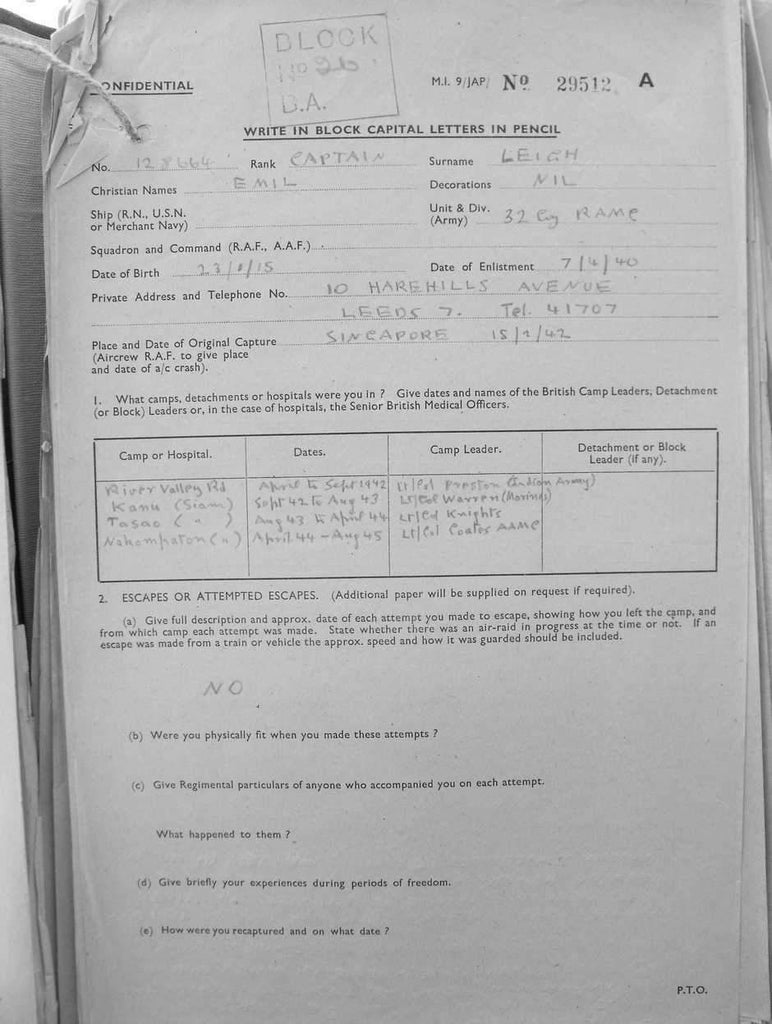 BLOCK
No 26
B.A.
ONFIDENTIAL
M.I. 9/JAP/ No 29512 A
WRITE IN BLOCK CAPITAL LETTERS IN PENCIL
No. 128664 Rank CAPTAIN Surname LEIGH
Christian Names EMIL Decorations NIL
Ship (R.N., U.S.N.
or Merchant Navy)
Unit & Div.
(Army) 32 Coy RAMC
Squadron and Command (R.A.F., A.A.F.)
Date of Birth 23/ /15 Date of Enlistment 7/4/40
Private Address and Telephone No. 10 HAREHILLS AVENUE
LEEDS 7. Tel. 41707
Place and Date of Original Capture SINGAPORE 15/2/42
(Aircrew R.A.F. to give place
and date of a/c crash).
1. What camps, detachments or hospitals were you in ? Give dates and names of the British Camp Leaders, Detachment
(or Block) Leaders or, in the case of hospitals, the Senior British Medical Officers.
Camp or Hospital. Dates. Camp Leader. Detachment or Block
Leader (if any).
River Valley Rd April to Sept 1942 Lt/Col Preston (Indian Army)
Kanu (Siam) Sept 42 to Aug 43 Lt/Col Warren (Marines)
Tasao ( " ) Aug 43 to April 44 Lt/Col Knights
Nahompaton ( " ) April 44 - Aug 45 Lt/Col Coates AAMC
2. ESCAPES OR ATTEMPTED ESCAPES. (Additional paper will be supplied on request if required).
(a) Give full description and approx. date of each attempt you made to escape, showing how you left the camp, and
from which camp each attempt was made. State whether there was an air-raid in progress at the time or not. If an
escape was made from a train or vehicle the approx. speed and how it was guarded should be included.
NO
(b) Were you physically fit when you made these attempts ?
(c) Give Regimental particulars of anyone who accompanied you on each attempt.
What happened to them ?
(d) Give briefly your experiences during periods of freedom.
(e) How were you recaptured and on what date ?
P.T.O.